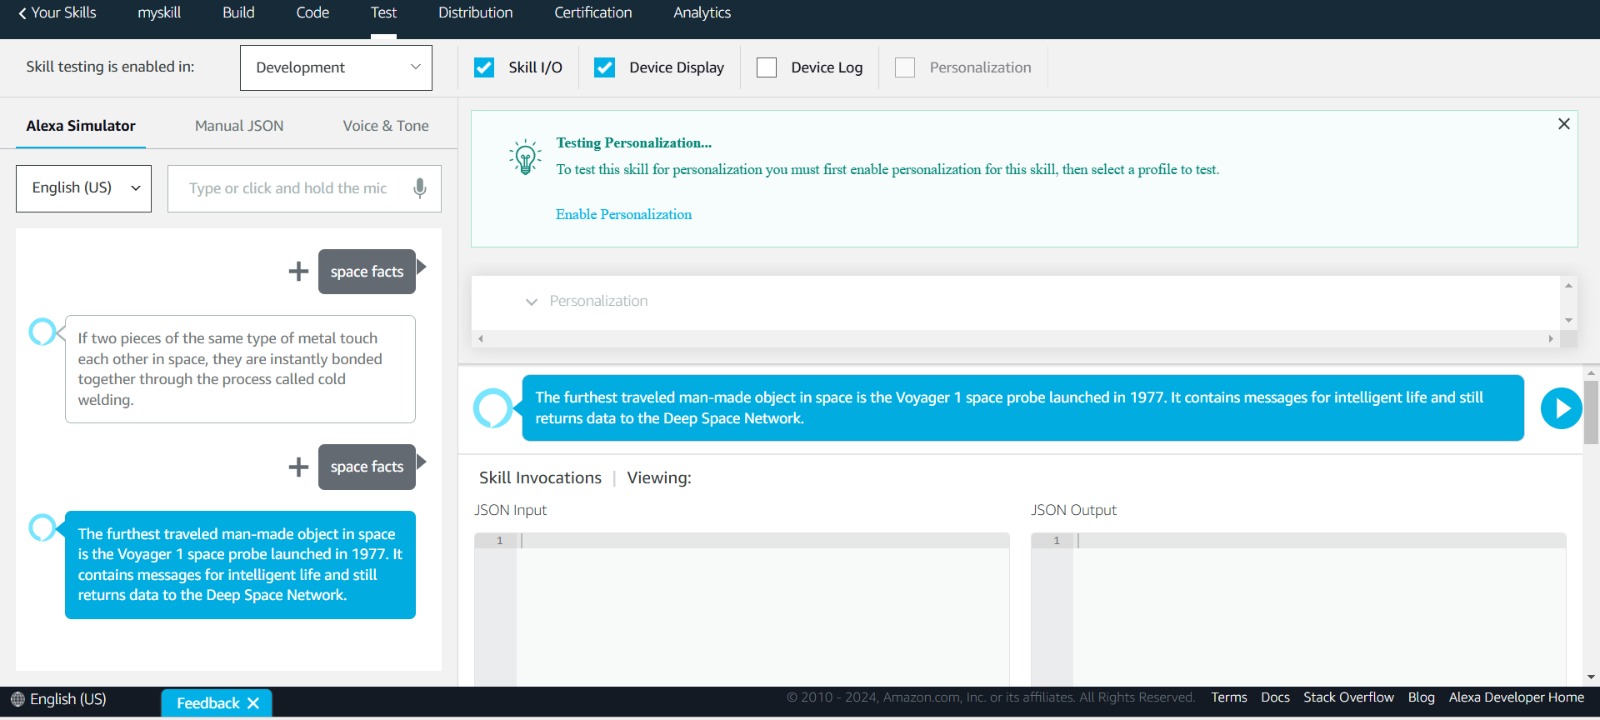 Your Skills myskill Build Code Test Distribution Certification Analytics
Skill testing is enabled in: Development Skill I/O Device Display Device Log Personalization
Alexa Simulator Manual JSON Voice & Tone
English (US) Type or click and hold the mic
space facts
If two pieces of the same type of metal touch
each other in space, they are instantly bonded
together through the process called cold
welding.
space facts
The furthest traveled man-made object in space
is the Voyager 1 space probe launched in 1977. It
contains messages for intelligent life and still
returns data to the Deep Space Network.
Testing Personalization...
To test this skill for personalization you must first enable personalization for this skill, then select a profile to test.
Enable Personalization
Personalization
The furthest traveled man-made object in space is the Voyager 1 space probe launched in 1977. It contains messages for intelligent life and still
returns data to the Deep Space Network.
Skill Invocations | Viewing:
JSON Input JSON Output
1 1
English (US) Feedback © 2010 - 2024, Amazon.com, Inc. or its affiliates. All Rights Reserved. Terms Docs Stack Overflow Blog Alexa Developer Home